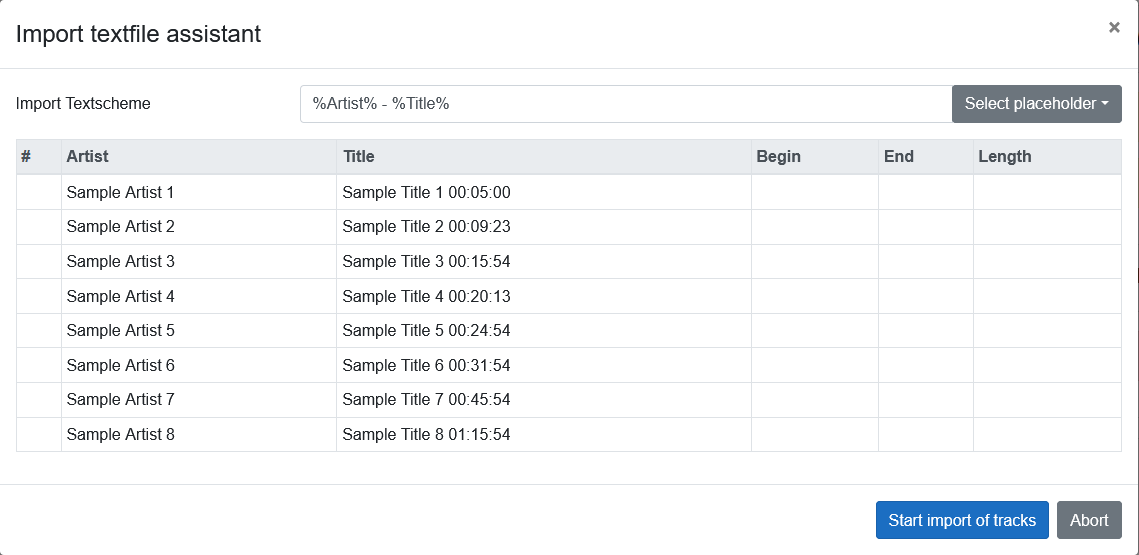 Import textfile assistant ×
Import Textscheme %Artist% - %Title% Select placeholder
# Artist Title Begin End Length
Sample Artist 1 Sample Title 1 00:05:00
Sample Artist 2 Sample Title 2 00:09:23
Sample Artist 3 Sample Title 3 00:15:54
Sample Artist 4 Sample Title 4 00:20:13
Sample Artist 5 Sample Title 5 00:24:54
Sample Artist 6 Sample Title 6 00:31:54
Sample Artist 7 Sample Title 7 00:45:54
Sample Artist 8 Sample Title 8 01:15:54
Start import of tracks Abort